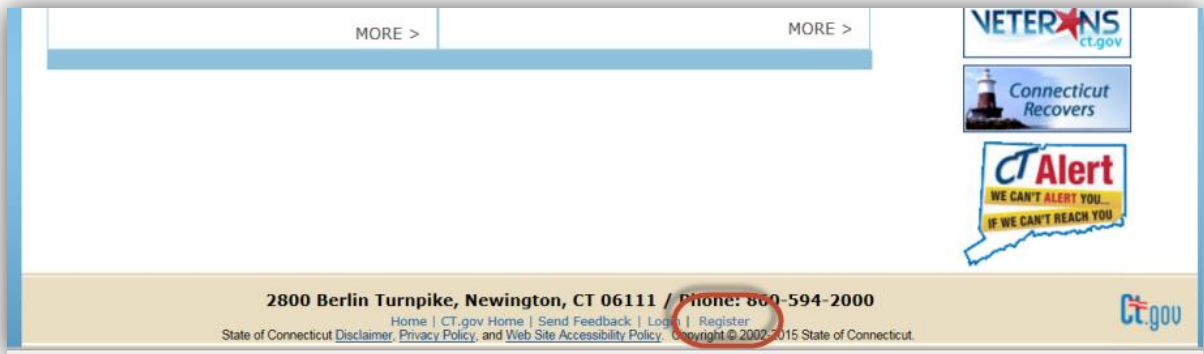 MORE >
MORE >
VETERANS
ct.gov
Connecticut
Recovers
CT Alert
WE CAN'T ALERT YOU...
IF WE CAN'T REACH YOU
2800 Berlin Turnpike, Newington, CT 06111 / Phone: 860-594-2000
Home | CT.gov Home | Send Feedback | Login | Register
State of Connecticut Disclaimer, Privacy Policy, and Web Site Accessibility Policy. Copyright © 2002-2015 State of Connecticut.
Ct.gov